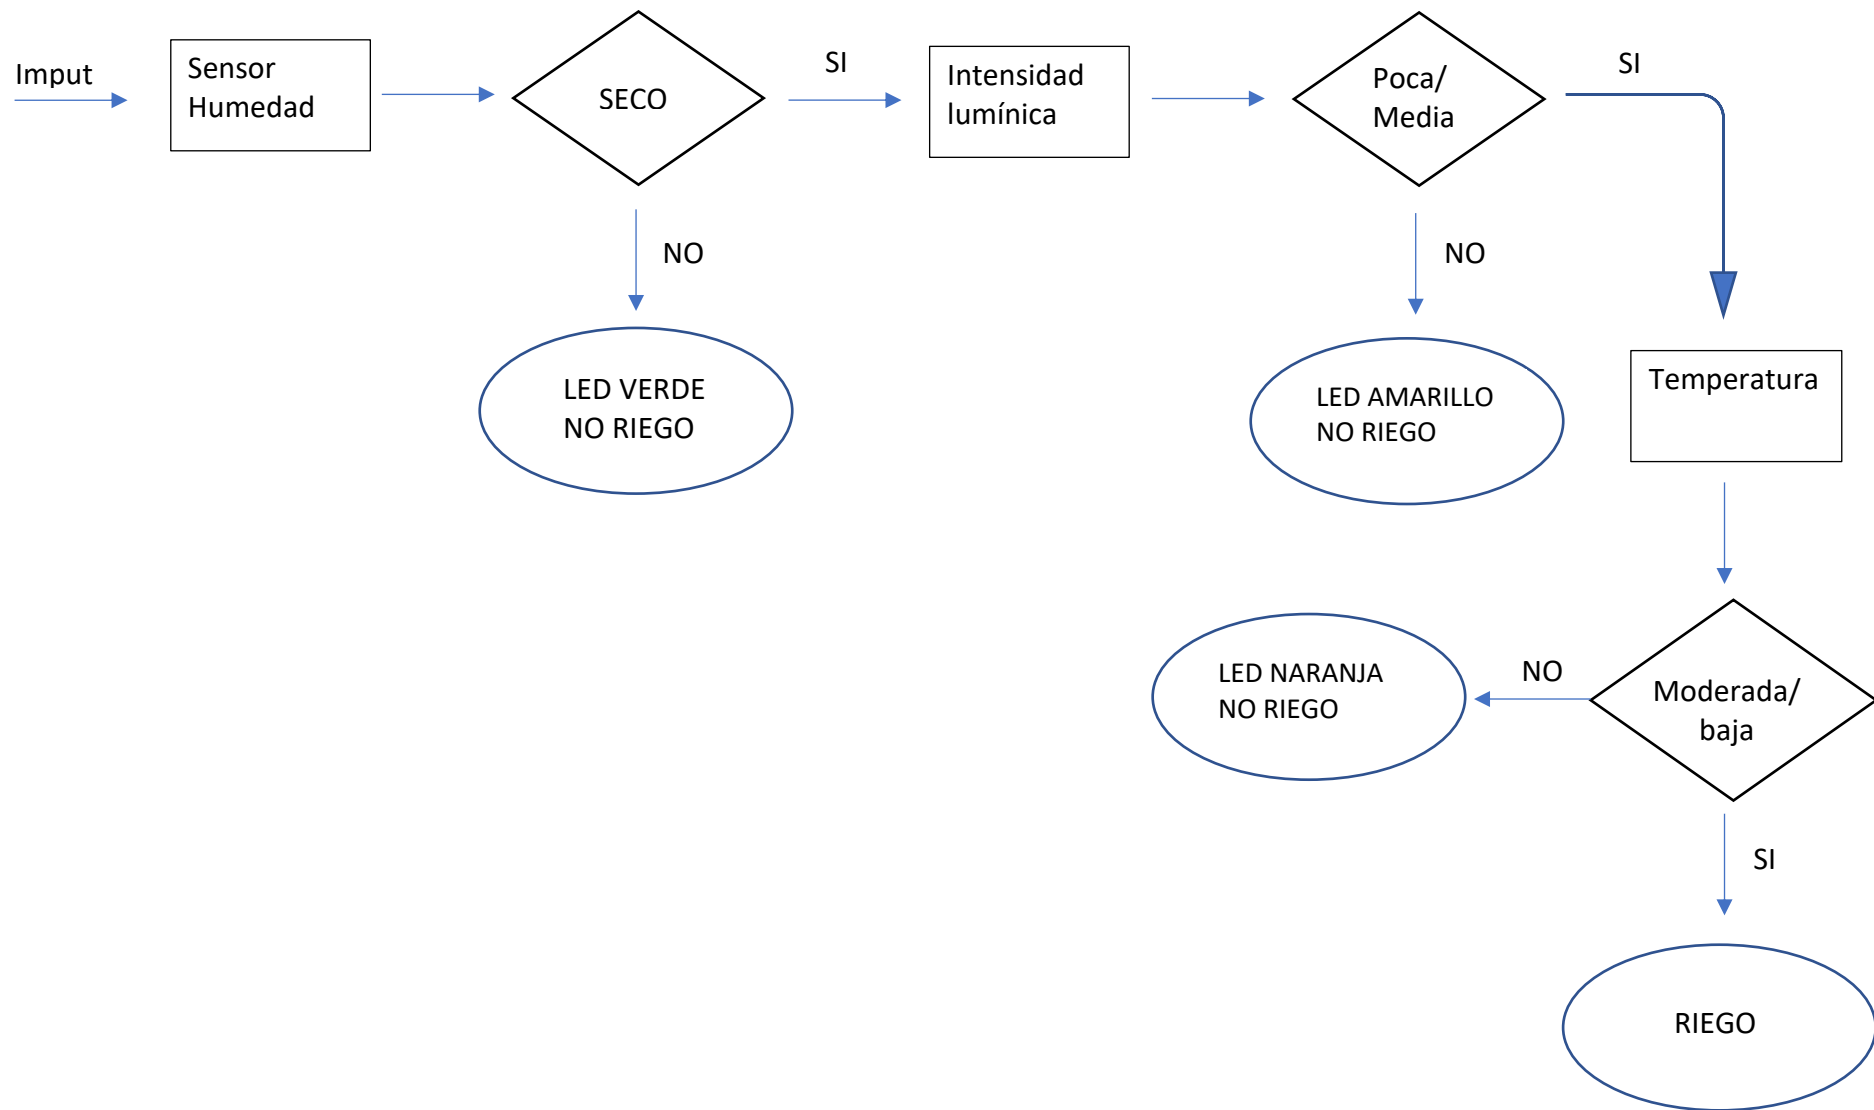 Imput
Sensor
Humedad
SECO
SI
Intensidad
lumínica
Poca/
Media
SI
NO
NO
LED VERDE
NO RIEGO
LED AMARILLO
NO RIEGO
Temperatura
LED NARANJA
NO RIEGO
NO
Moderada/
baja
SI
RIEGO